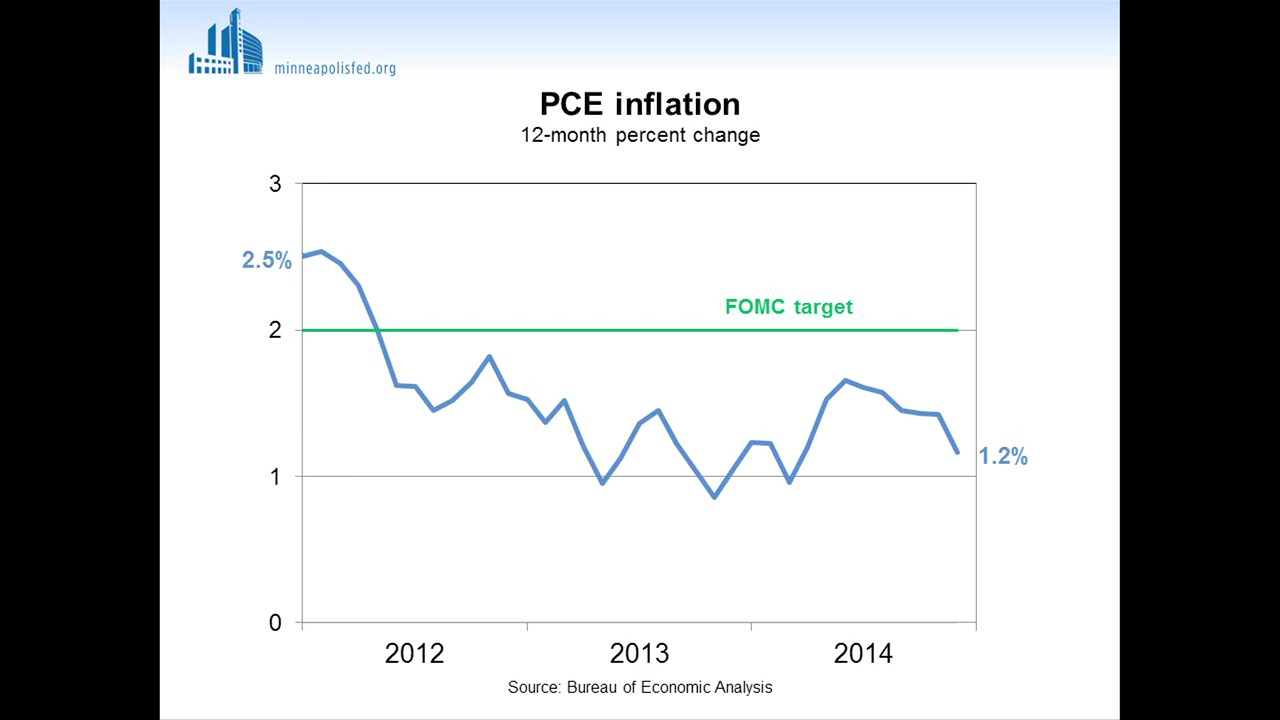 minneapolisfed.org
PCE inflation
12-month percent change
3
2.5%
FOMC target
2
1
1.2%
0
2012 2013 2014
Source: Bureau of Economic Analysis